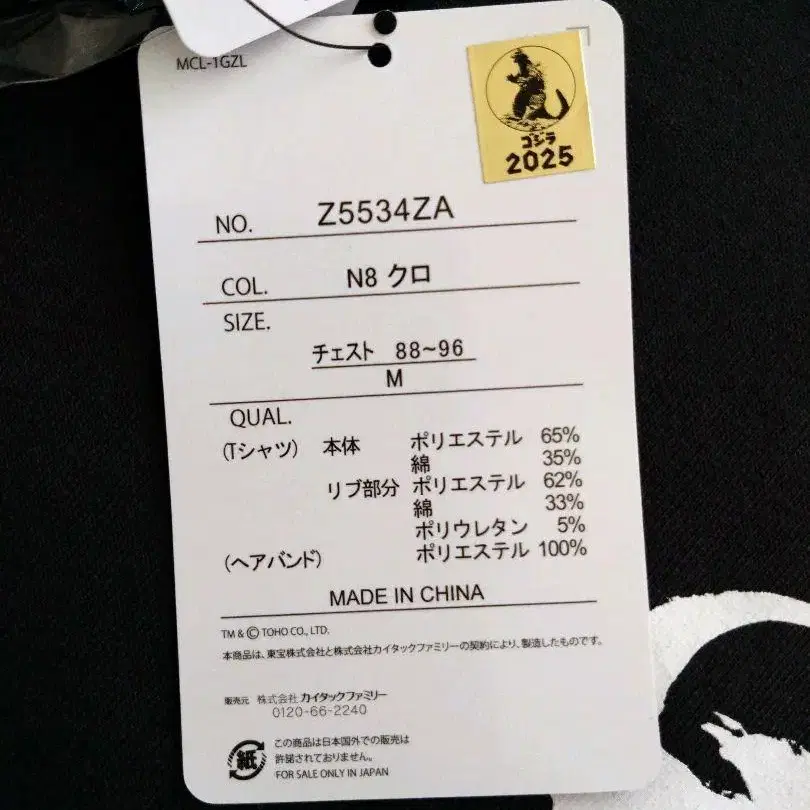 MCL-1GZL
ゴジラ
2025
NO. Z5534ZA
COL. N8 クロ
SIZE.
チェスト 88~96
M
QUAL.
(Tシャツ) 本体 ポリエステル 65%
綿 35%
リブ部分 ポリエステル 62%
綿 33%
ポリウレタン 5%
(ヘアバンド) ポリエステル 100%
MADE IN CHINA
TM & © TOHO CO., LTD.
本商品は、東宝株式会社と株式会社カイタックファミリーの契約により、製造したものです。
販売元 株式会社 カイタックファミリー
0120-66-2240
紙
この商品は日本国外での販売は
許諾されておりません。
FOR SALE ONLY IN JAPAN